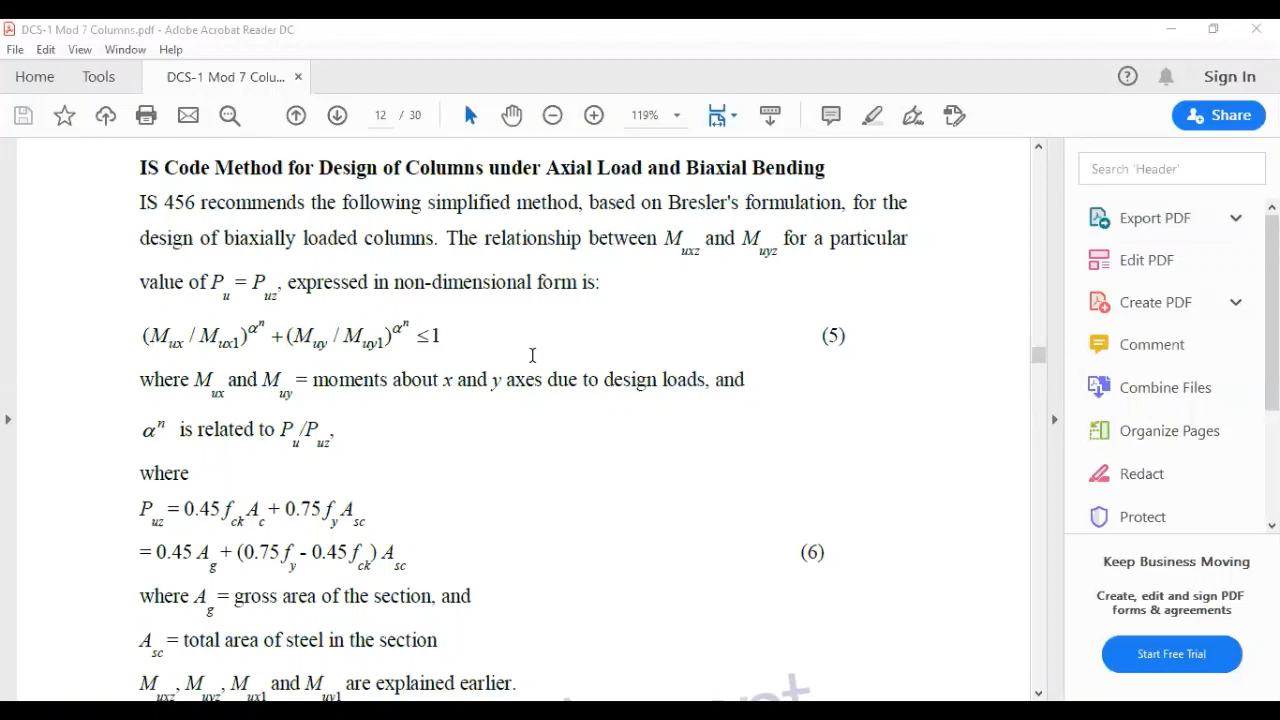 DCS-1 Mod 7 Columns.pdf - Adobe Acrobat Reader DC
File Edit View Window Help
Home Tools DCS-1 Mod 7 Colu... × Sign In
12 / 30 119% Share
IS Code Method for Design of Columns under Axial Load and Biaxial Bending
IS 456 recommends the following simplified method, based on Bresler's formulation, for the
design of biaxially loaded columns. The relationship between M_uxz and M_uyz for a particular
value of P_u = P_uz, expressed in non-dimensional form is:
(M_ux / M_ux1)^α^n + (M_uy / M_uy1)^α^n ≤ 1 (5)
where M_ux and M_uy = moments about x and y axes due to design loads, and
α^n is related to P_u/P_uz,
where
P_uz = 0.45 f_ck A_c + 0.75 f_y A_sc
= 0.45 A_g + (0.75 f_y - 0.45 f_ck) A_sc (6)
where A_g = gross area of the section, and
A_sc = total area of steel in the section
M_uxz, M_uyz, M_ux1 and M_uy1 are explained earlier.
Search 'Header'
Export PDF
Edit PDF
Create PDF
Comment
Combine Files
Organize Pages
Redact
Protect
Keep Business Moving
Create, edit and sign PDF
forms & agreements
Start Free Trial